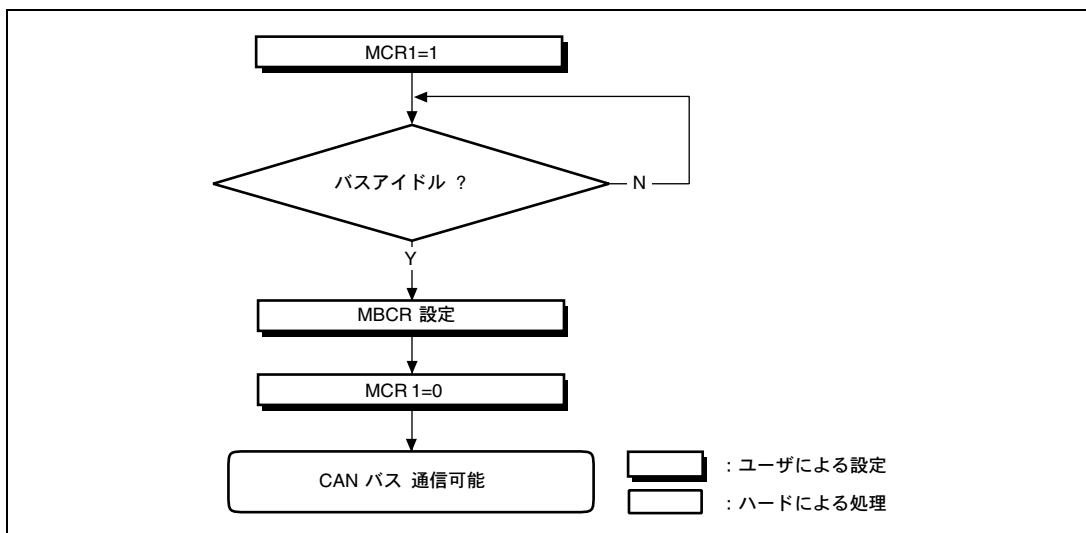 MCR1=1
バスアイドル ?
N
Y
MBCR 設定
MCR 1=0
CAN バス 通信可能
: ユーザによる設定
: ハードによる処理